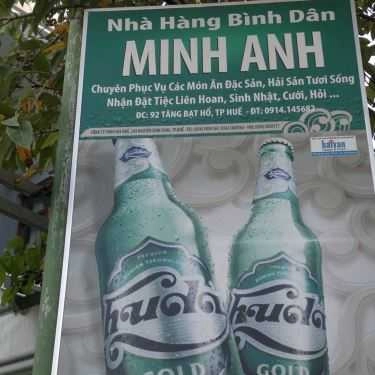 Nhà Hàng Bình Dân
MINH ANH
Chuyên Phục Vụ Các Món Ăn Đặc Sản, Hải Sản Tươi Sống
Nhận Đặt Tiệc Liên Hoan, Sinh Nhật, Cưới, Hỏi ...
ĐC: 92 TĂNG BẠT HỔ, TP HUẾ - ĐT: 0914.145682
halyan
huda huda
GOLD GOLD